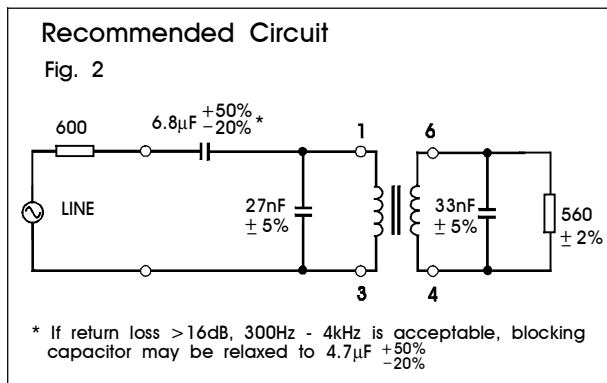 Recommended Circuit
Fig. 2
600
6.8µF +50% −20% *
1
6
LINE
27nF ± 5%
33nF ± 5%
560 ± 2%
3
4
* If return loss >16dB, 300Hz - 4kHz is acceptable, blocking
capacitor may be relaxed to 4.7µF +50% −20%